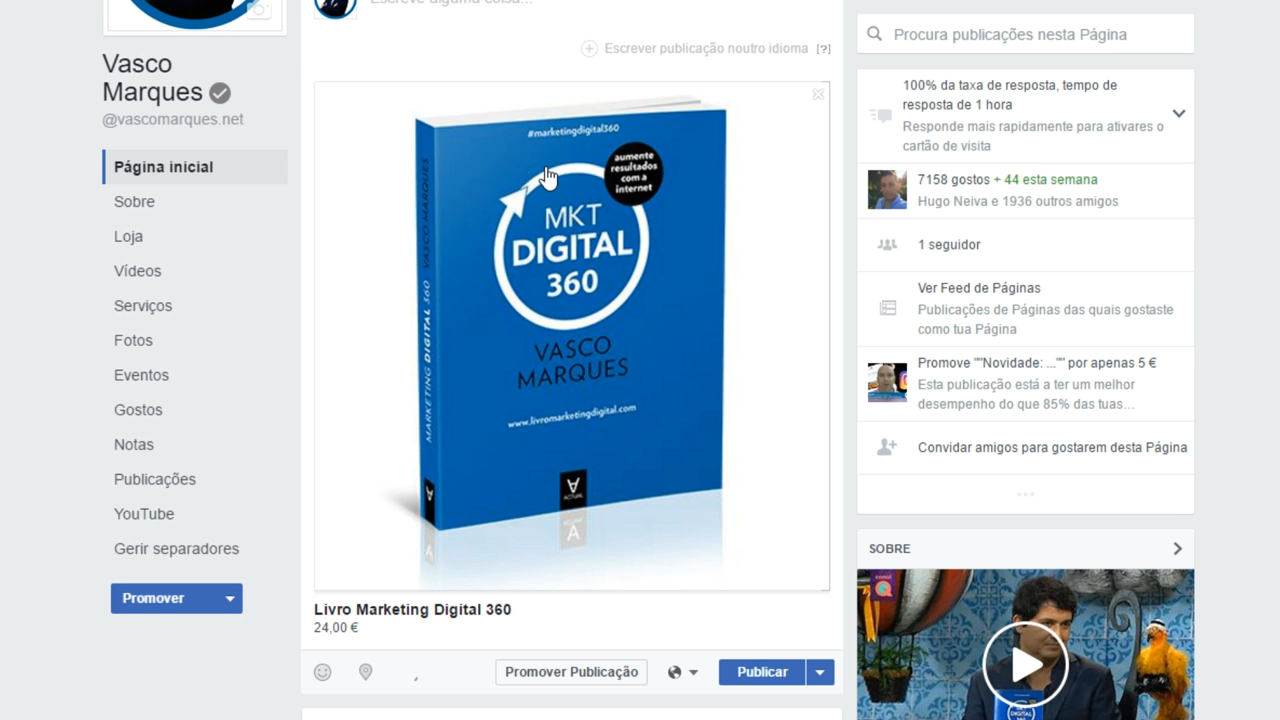 Escreve alguma coisa...
Escrever publicação noutro idioma [?]
Vasco
Marques
@vascomarques.net
Página inicial
Sobre
Loja
Vídeos
Serviços
Fotos
Eventos
Gostos
Notas
Publicações
YouTube
Gerir separadores
Promover
#marketingdigital360
aumente
resultados
com a
internet
MKT
DIGITAL
360
VASCO
MARQUES
www.livromarketingdigital.com
ACTUAL
MARKETING DIGITAL 360 VASCO MARQUES
Livro Marketing Digital 360
24,00 €
Promover Publicação
Publicar
Procura publicações nesta Página
100% da taxa de resposta, tempo de
resposta de 1 hora
Responde mais rapidamente para ativares o
cartão de visita
7158 gostos + 44 esta semana
Hugo Neiva e 1936 outros amigos
1 seguidor
Ver Feed de Páginas
Publicações de Páginas das quais gostaste
como tua Página
Promove ""Novidade: ..."" por apenas 5 €
Esta publicação está a ter um melhor
desempenho do que 85% das tuas...
Convidar amigos para gostarem desta Página
...
SOBRE
DIGITAL